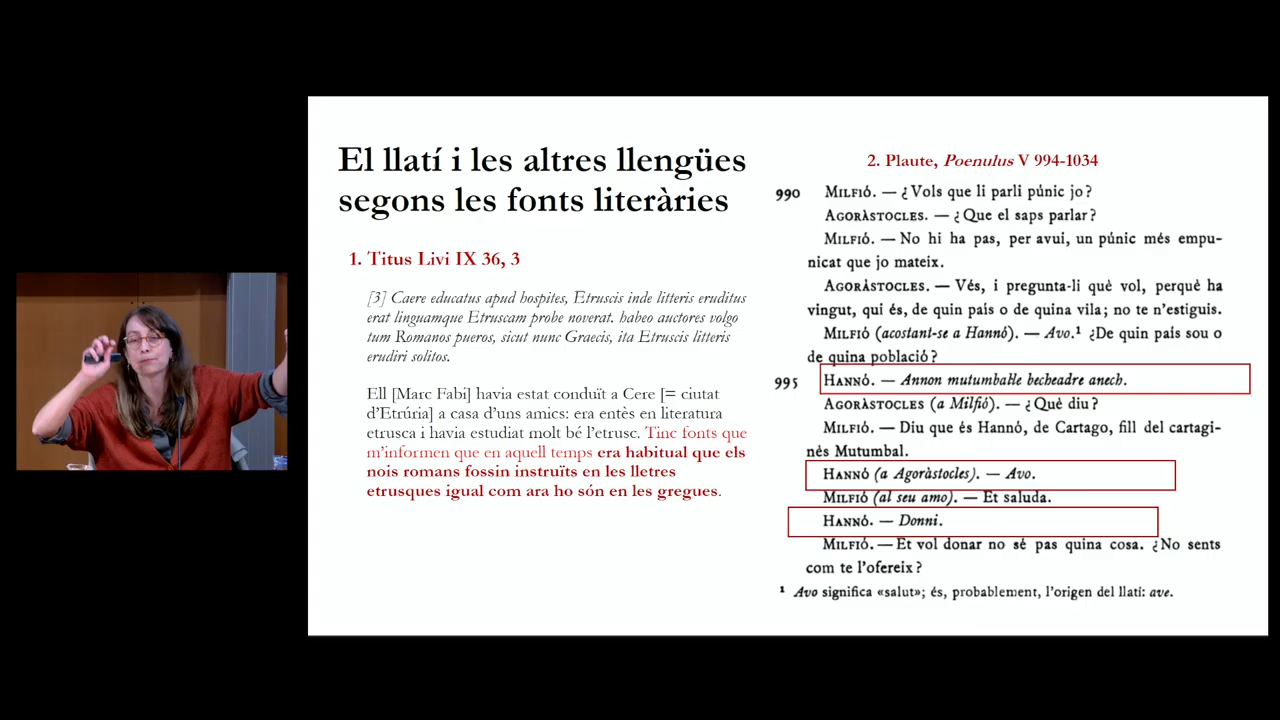 El llatí i les altres llengües
segons les fonts literàries
1. Titus Livi IX 36, 3
[3] Caere educatus apud hospites, Etruscis inde litteris eruditus
erat linguamque Etruscam probe noverat. habeo auctores volgo
tum Romanos pueros, sicut nunc Graecis, ita Etruscis litteris
erudiri solitos.
Ell [Marc Fabi] havia estat conduït a Cere [= ciutat
d'Etrúria] a casa d'uns amics: era entès en literatura
etrusca i havia estudiat molt bé l'etrusc. Tinc fonts que
m'informen que en aquell temps era habitual que els
nois romans fossin instruïts en les lletres
etrusques igual com ara ho són en les gregues.
2. Plaute, Poenulus V 994-1034
990 MILFIÓ. — ¿Vols que li parli púnic jo?
AGORÀSTOCLES. — ¿Que el saps parlar?
MILFIÓ. — No hi ha pas, per avui, un púnic més empu-
nicat que jo mateix.
AGORÀSTOCLES. — Vés, i pregunta-li què vol, perquè ha
vingut, qui és, de quin país o de quina vila; no te n'estiguis.
MILFIÓ (acostant-se a Hannó). — Avo.¹ ¿De quin país sou o
de quina població?
995 HANNÓ. — Annon mutumbal·le becheadre anech.
AGORÀSTOCLES (a Milfió). — ¿Què diu?
MILFIÓ. — Diu que és Hannó, de Cartago, fill del cartagi-
nès Mutumbal.
HANNÓ (a Agoràstocles). — Avo.
MILFIÓ (al seu amo). — Et saluda.
HANNÓ. — Donni.
MILFIÓ. — Et vol donar no sé pas quina cosa. ¿No sents
com te l'ofereix?
¹ Avo significa «salut»; és, probablement, l'origen del llatí: ave.